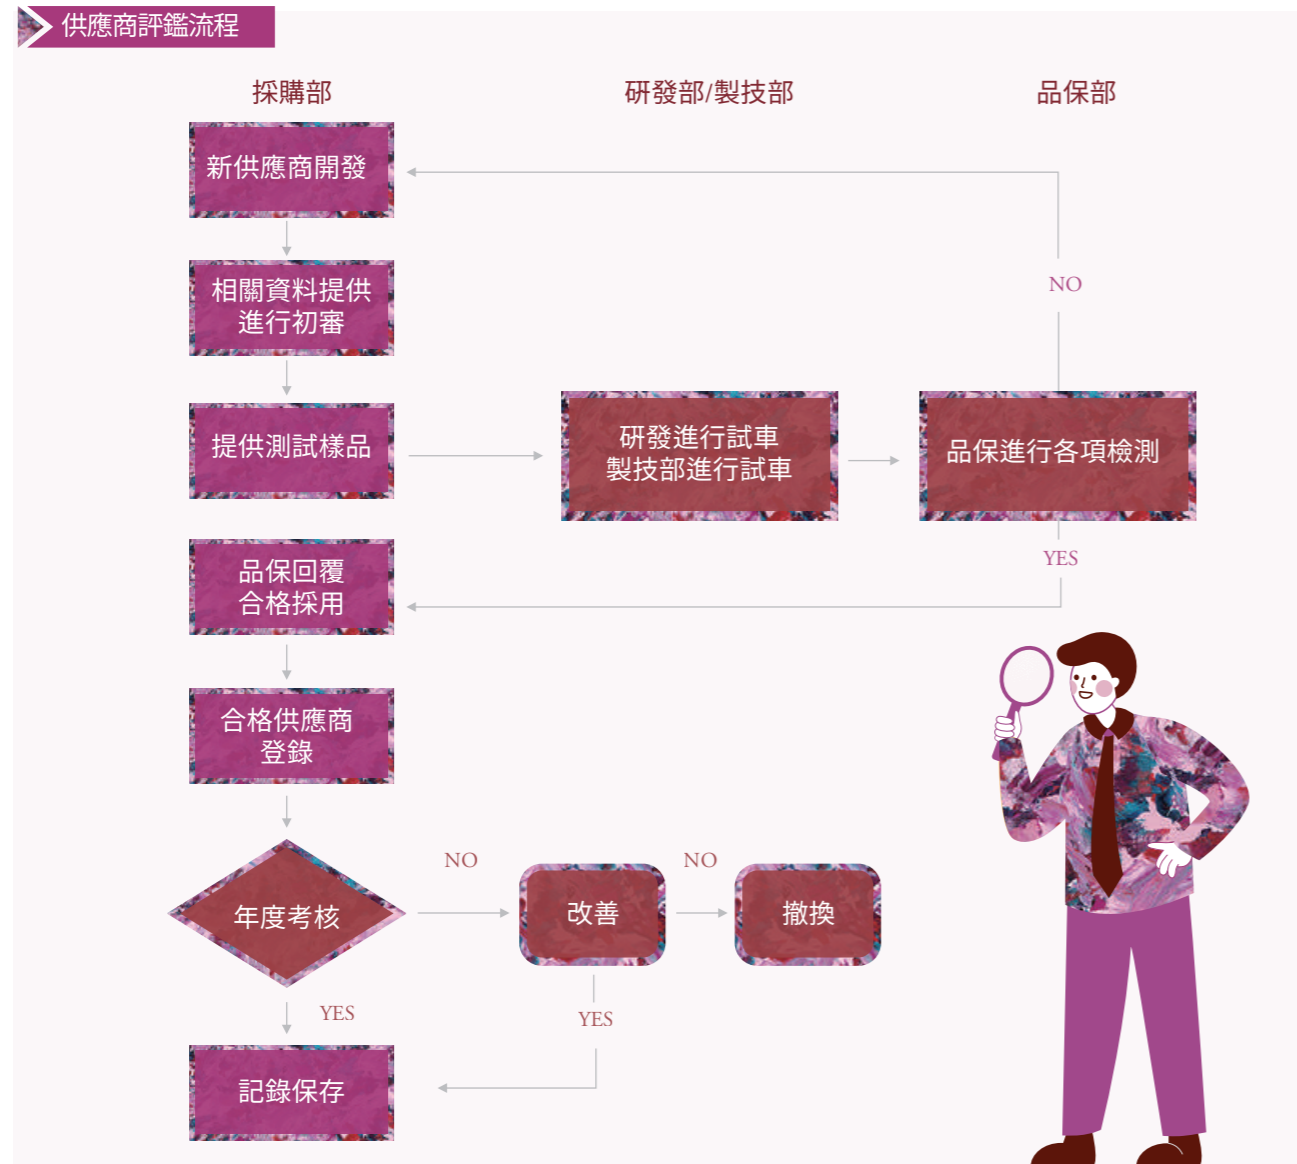 供應商評鑑流程
採購部
研發部/製技部
品保部
新供應商開發
相關資料提供
進行初審
NO
提供測試樣品
研發進行試車
製技部進行試車
品保進行各項檢測
YES
品保回覆
合格採用
合格供應商
登錄
年度考核
NO
改善
NO
撤換
YES
YES
記錄保存